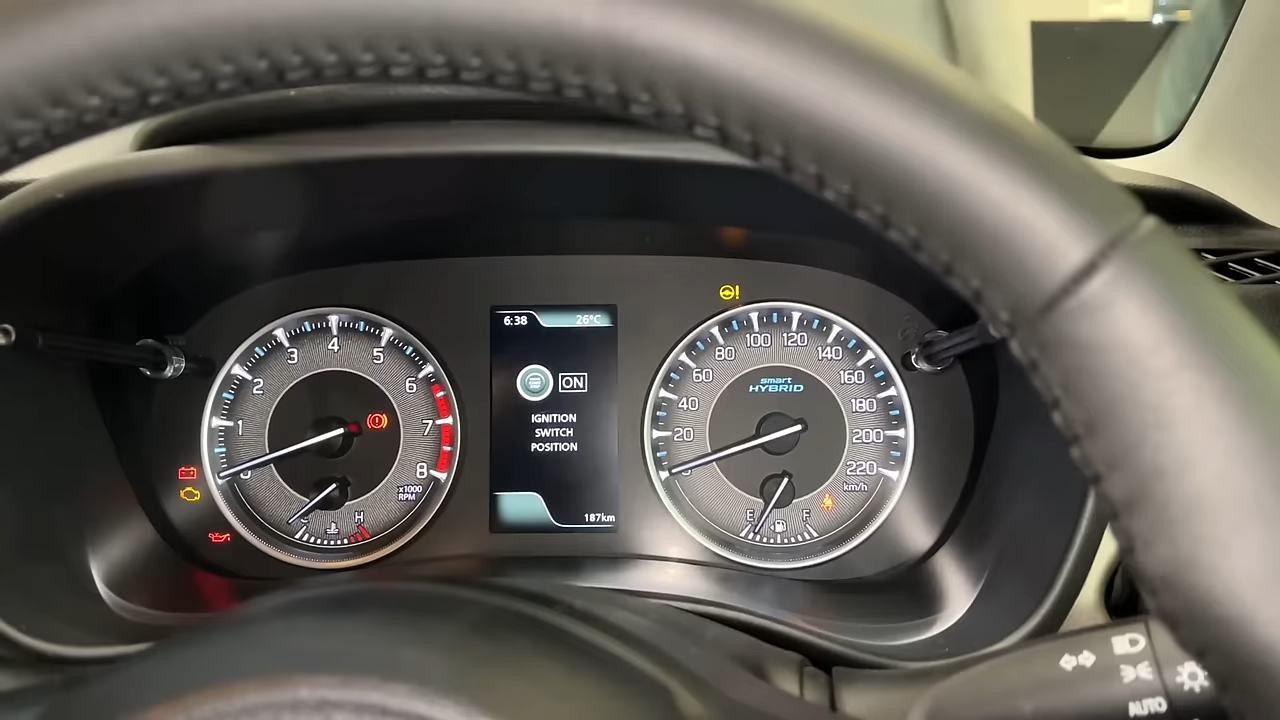 6:38 26°C
ON
IGNITION
SWITCH
POSITION
187km
0 1 2 3 4 5 6 7 8
x1000
RPM
C H
20 40 60 80 100 120 140 160 180 200 220
km/h
smart
HYBRID
E F
AUTO